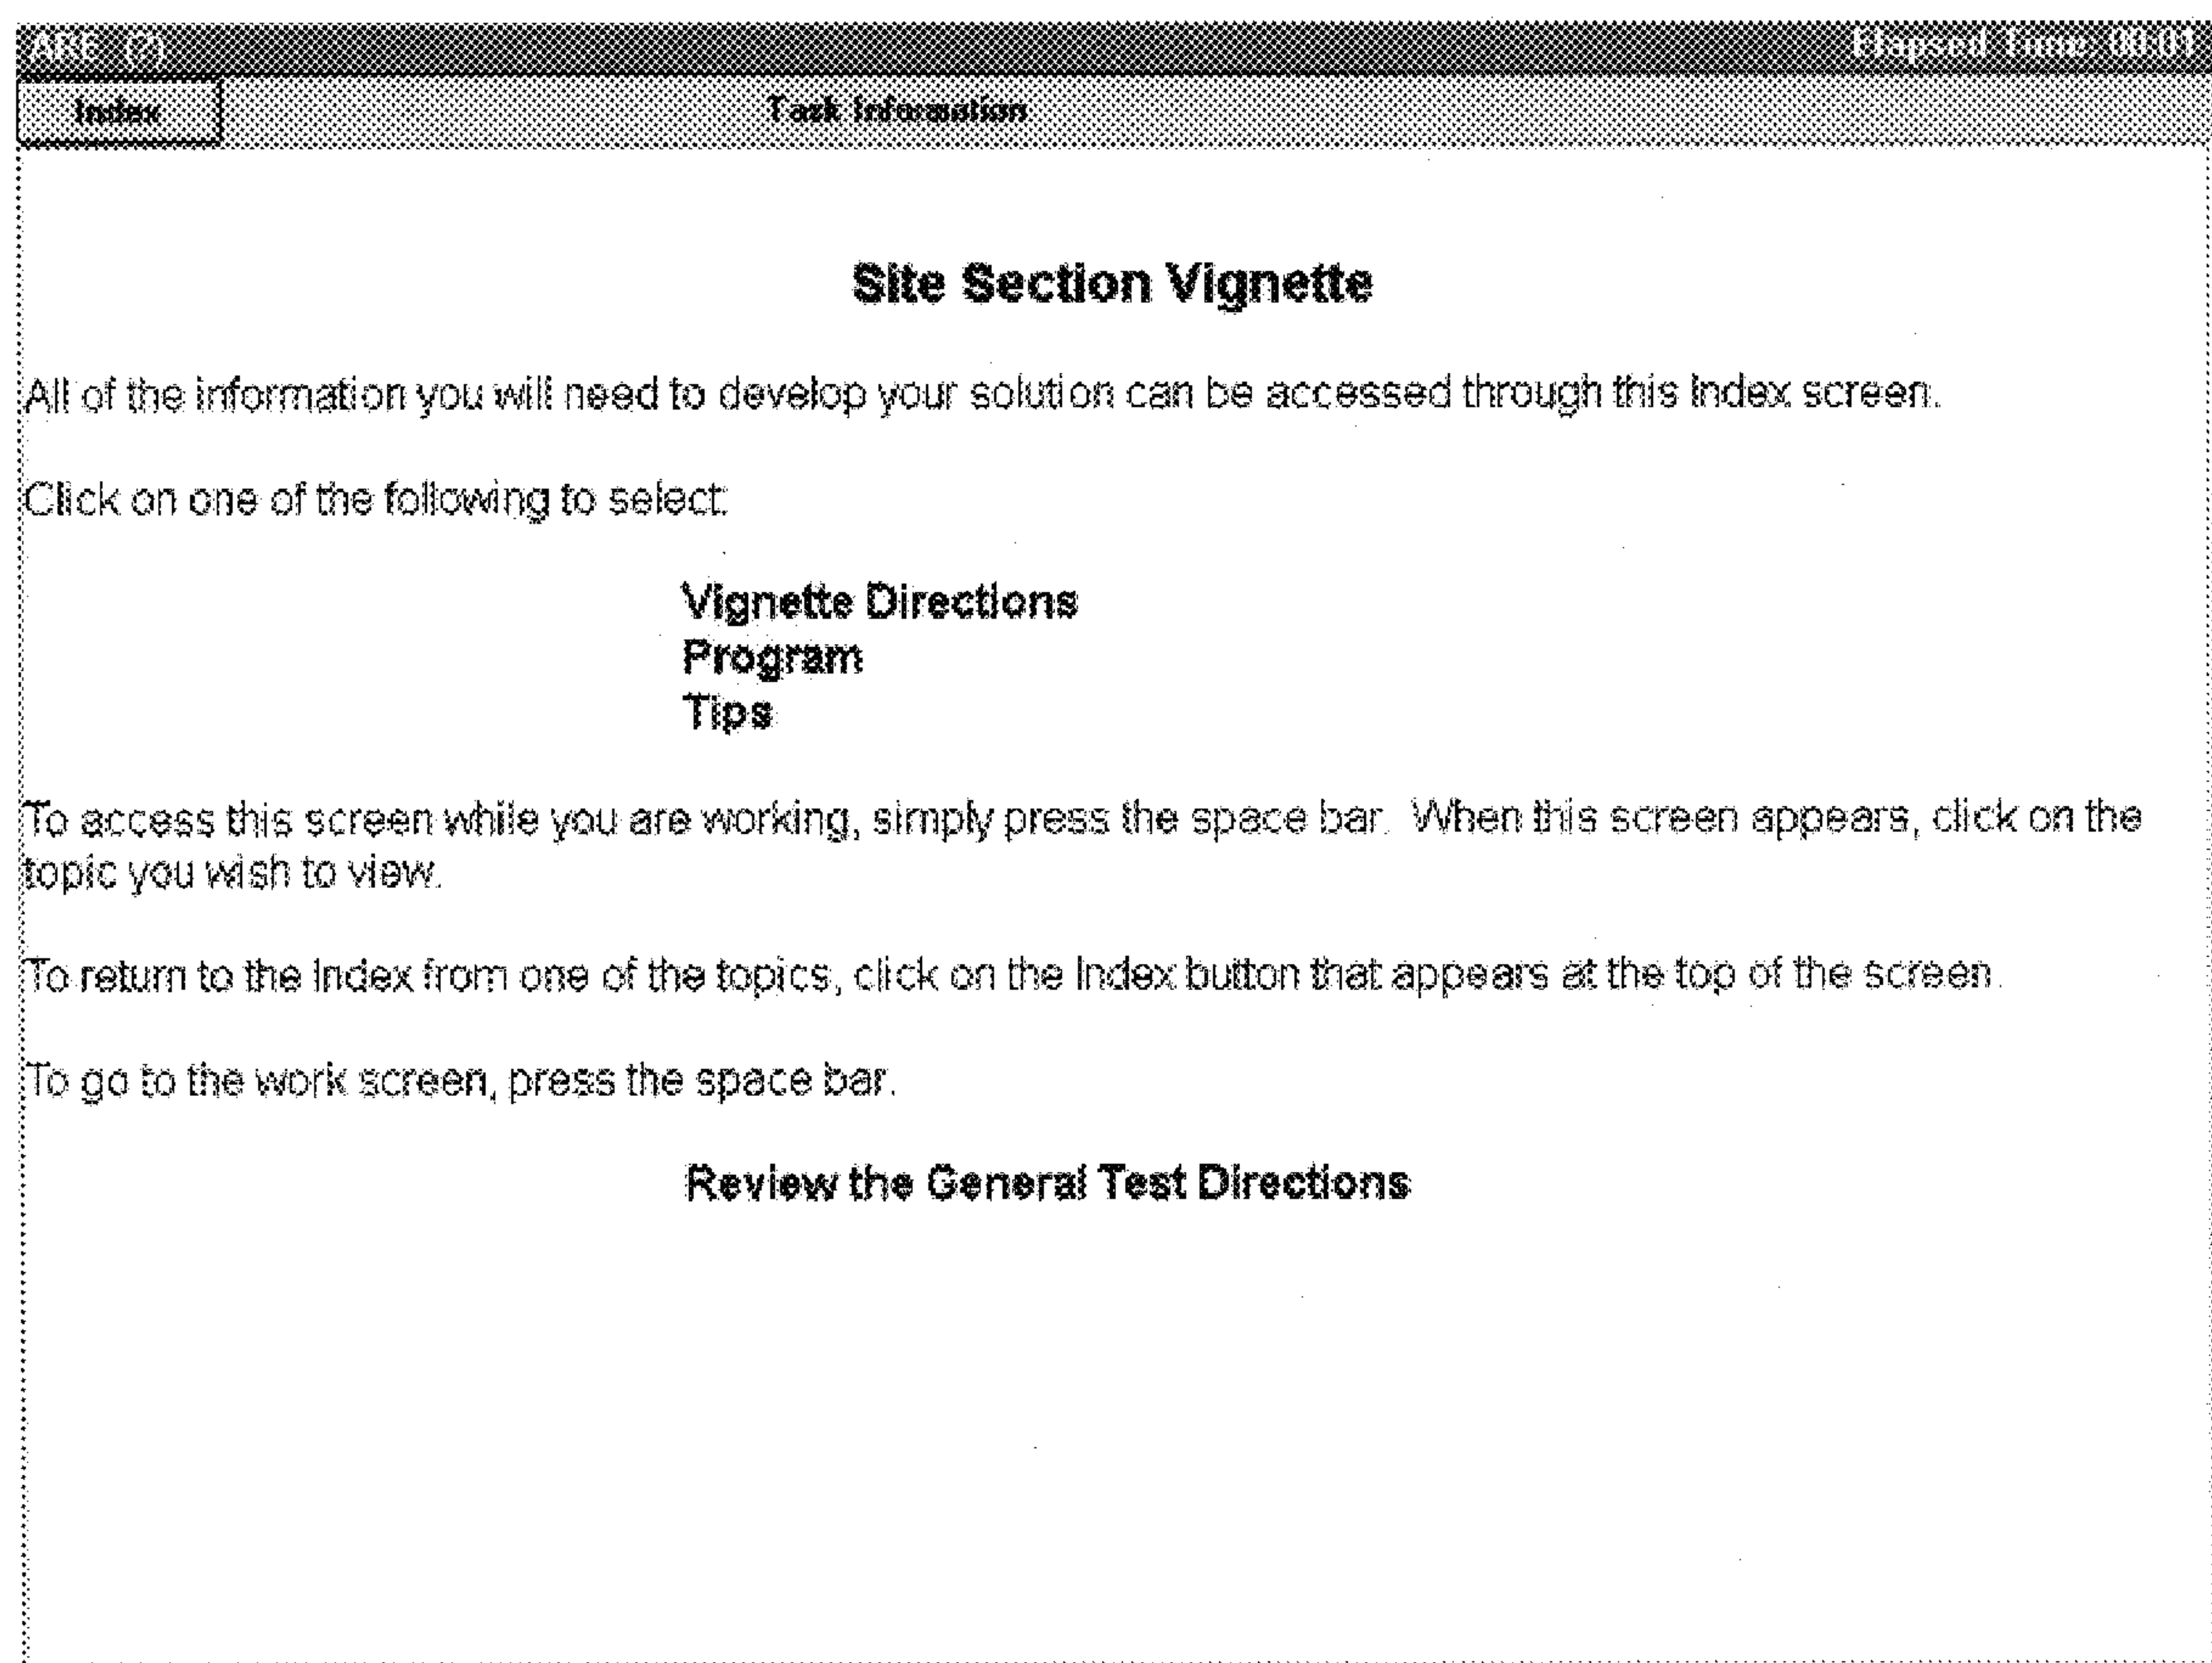 ARE (?) Elapsed Time: 00:01
Index Task Information
Site Section Vignette
All of the information you will need to develop your solution can be accessed through this Index screen.
Click on one of the following to select:
Vignette Directions
Program
Tips
To access this screen while you are working, simply press the space bar. When this screen appears, click on the
topic you wish to view.
To return to the Index from one of the topics, click on the Index button that appears at the top of the screen.
To go to the work screen, press the space bar.
Review the General Test Directions